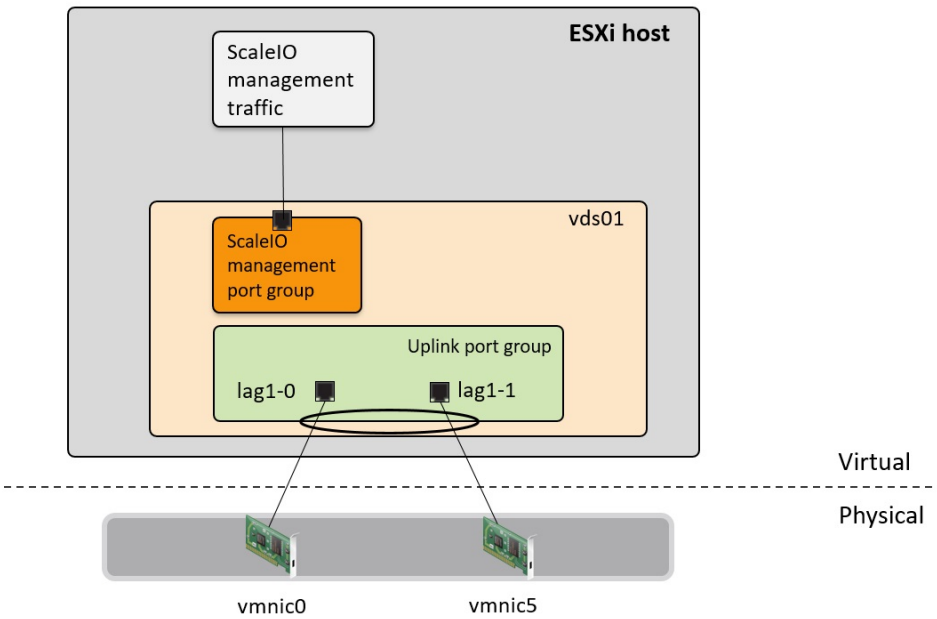 ESXi host
ScaleIO
management
traffic
vds01
ScaleIO
management
port group
Uplink port group
lag1-0
lag1-1
Virtual
Physical
vmnic0
vmnic5